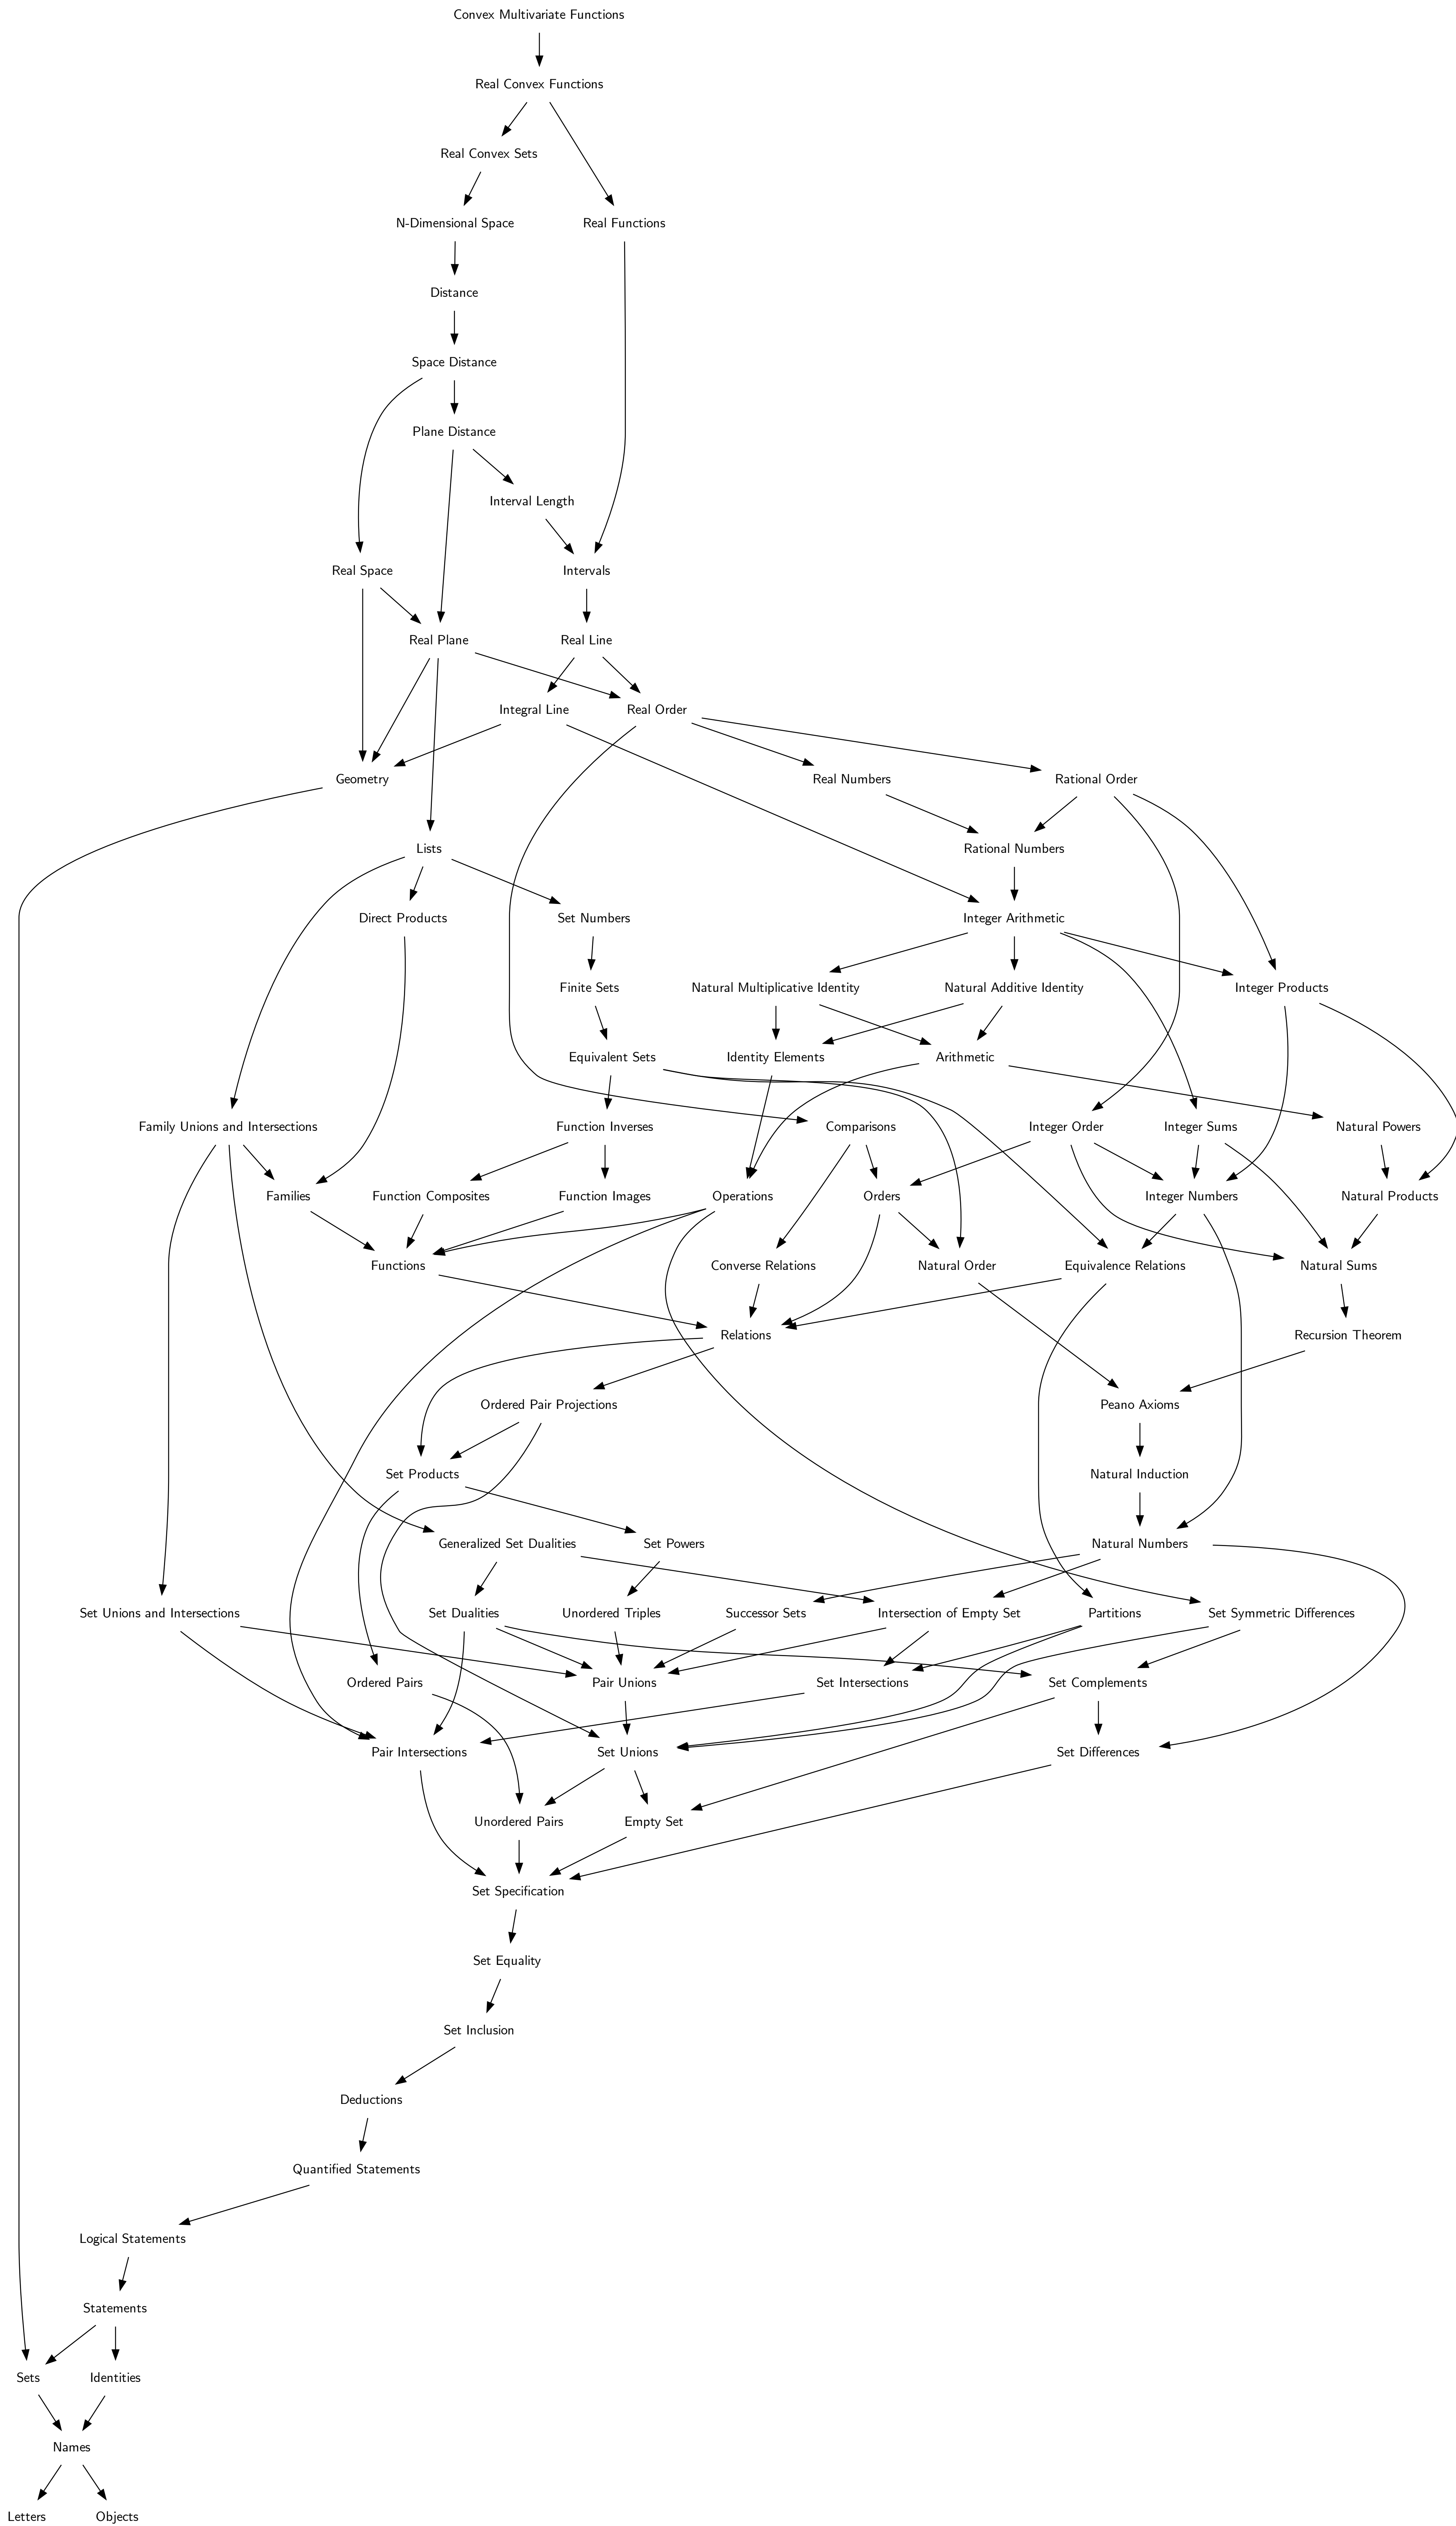 Convex Multivariate Functions
Real Convex Functions
Real Convex Sets
N-Dimensional Space
Real Functions
Distance
Space Distance
Plane Distance
Interval Length
Real Space
Intervals
Real Plane
Real Line
Integral Line
Real Order
Geometry
Real Numbers
Rational Order
Lists
Rational Numbers
Direct Products
Set Numbers
Integer Arithmetic
Finite Sets
Natural Multiplicative Identity
Natural Additive Identity
Integer Products
Equivalent Sets
Identity Elements
Arithmetic
Family Unions and Intersections
Function Inverses
Comparisons
Integer Order
Integer Sums
Natural Powers
Families
Function Composites
Function Images
Operations
Orders
Integer Numbers
Natural Products
Functions
Converse Relations
Natural Order
Equivalence Relations
Natural Sums
Relations
Recursion Theorem
Ordered Pair Projections
Peano Axioms
Set Products
Natural Induction
Generalized Set Dualities
Set Powers
Natural Numbers
Set Unions and Intersections
Set Dualities
Unordered Triples
Successor Sets
Intersection of Empty Set
Partitions
Set Symmetric Differences
Ordered Pairs
Pair Unions
Set Intersections
Set Complements
Pair Intersections
Set Unions
Set Differences
Unordered Pairs
Empty Set
Set Specification
Set Equality
Set Inclusion
Deductions
Quantified Statements
Logical Statements
Statements
Sets
Identities
Names
Letters
Objects